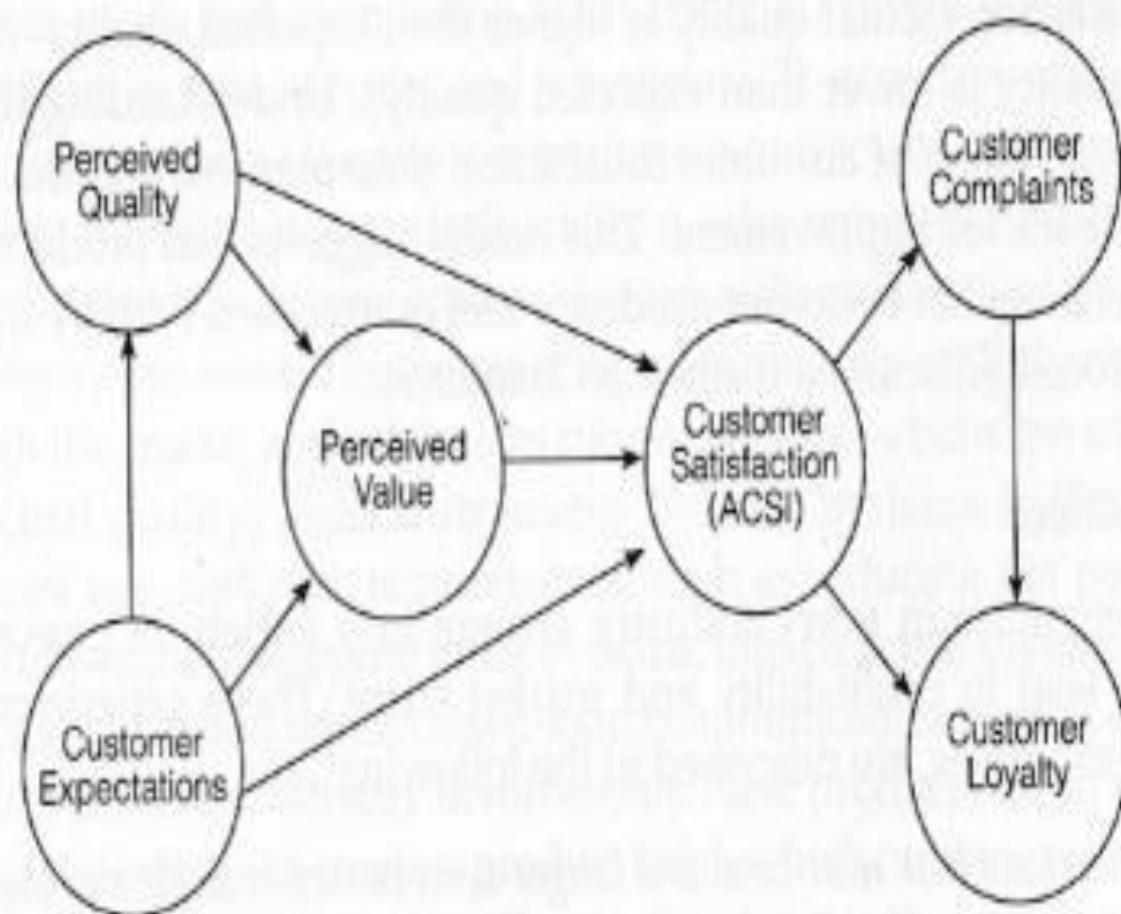 Perceived
Quality
Customer
Complaints
Perceived
Value
Customer
Satisfaction
(ACSI)
Customer
Expectations
Customer
Loyalty